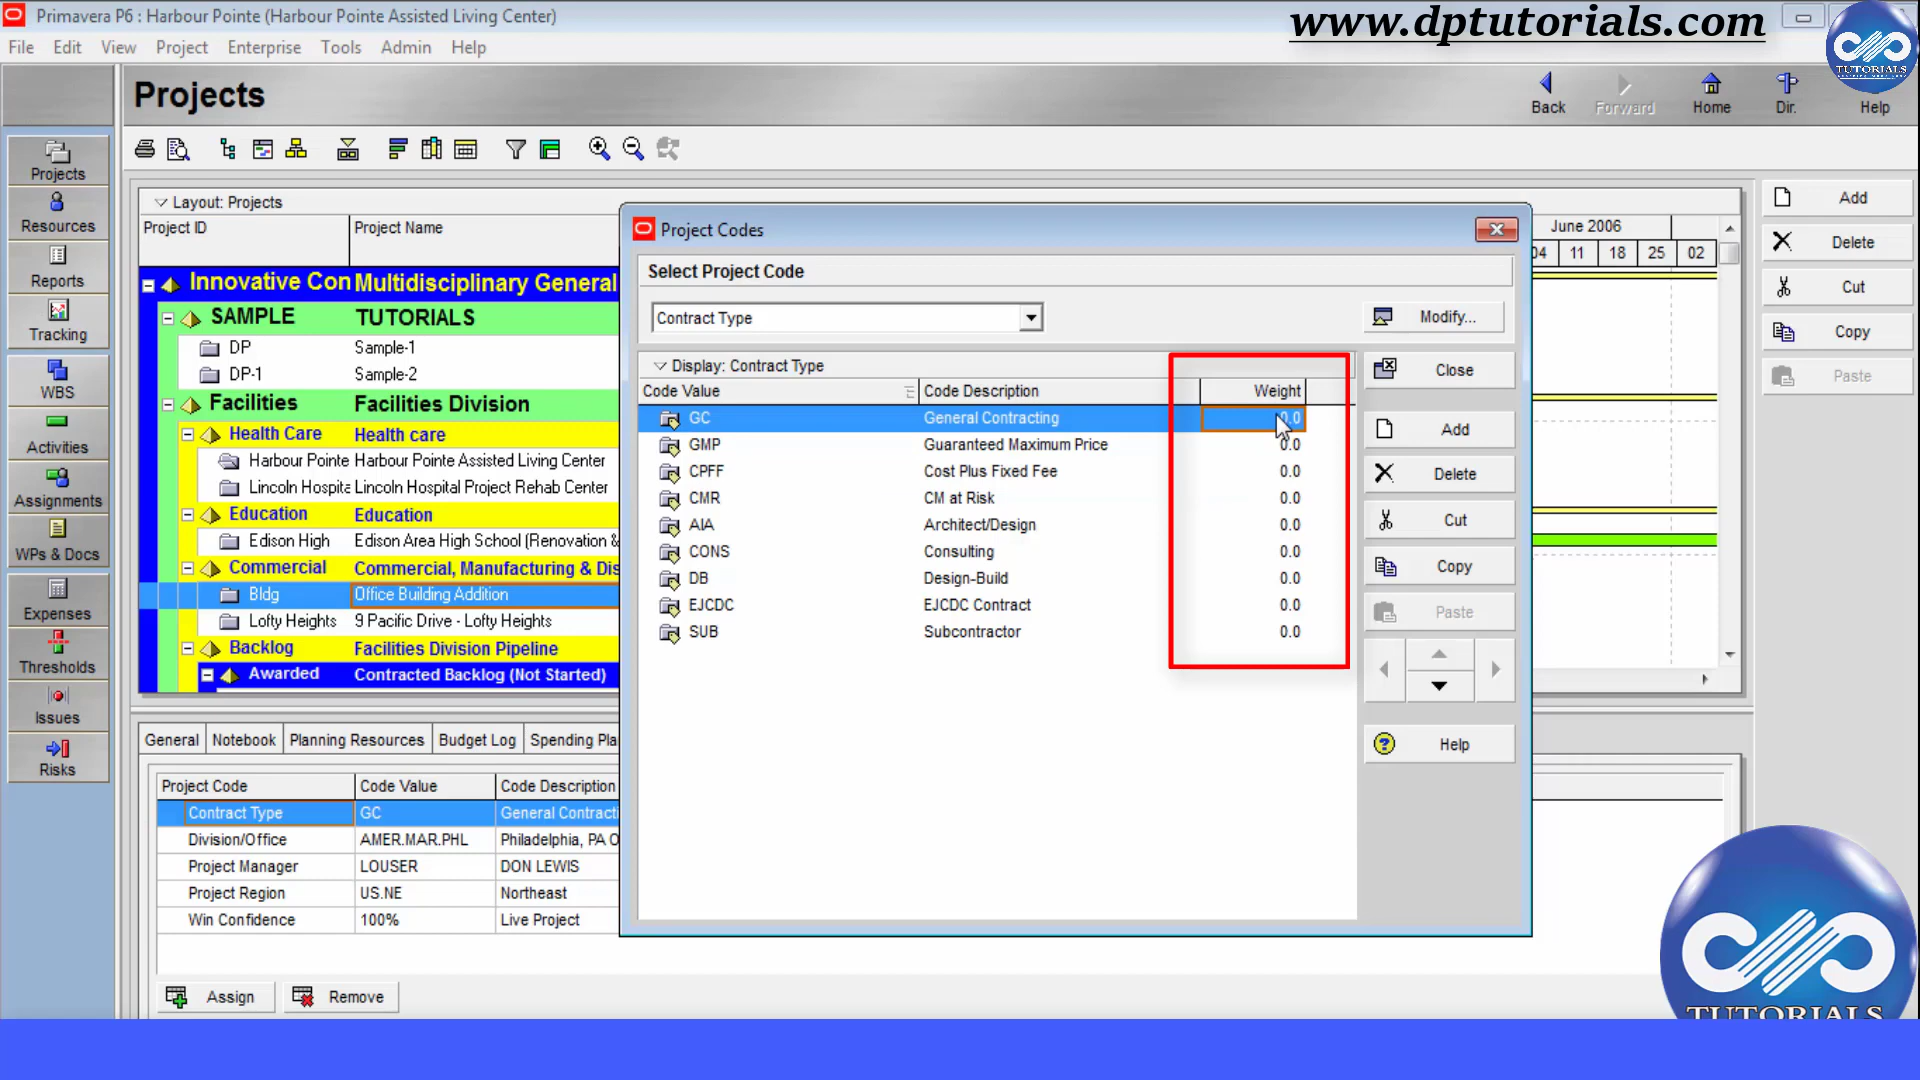 Primavera P6 : Harbour Pointe (Harbour Pointe Assisted Living Center)
www.dptutorials.com
File Edit View Project Enterprise Tools Admin Help
TUTORIALS
Projects
Back Forward Home Dir. Help
Projects
Resources
Reports
Tracking
WBS
Activities
Assignments
WPs & Docs
Expenses
Thresholds
Issues
Risks
Layout: Projects
Project ID Project Name
June 2006
04 11 18 25 02
Innovative Con Multidisciplinary General
SAMPLE TUTORIALS
DP Sample-1
DP-1 Sample-2
Facilities Facilities Division
Health Care Health care
Harbour Pointe Harbour Pointe Assisted Living Center
Lincoln Hospita Lincoln Hospital Project Rehab Center
Education Education
Edison High Edison Area High School (Renovation &
Commercial Commercial, Manufacturing & Dis
Bldg Office Building Addition
Lofty Heights 9 Pacific Drive - Lofty Heights
Backlog Facilities Division Pipeline
Awarded Contracted Backlog (Not Started)
Project Codes
Select Project Code
Contract Type
Modify...
Display: Contract Type
Code Value Code Description Weight
GC General Contracting 0.0
GMP Guaranteed Maximum Price 0.0
CPFF Cost Plus Fixed Fee 0.0
CMR CM at Risk 0.0
AIA Architect/Design 0.0
CONS Consulting 0.0
DB Design-Build 0.0
EJCDC EJCDC Contract 0.0
SUB Subcontractor 0.0
Close
Add
Delete
Cut
Copy
Paste
Help
Add
Delete
Cut
Copy
Paste
General Notebook Planning Resources Budget Log Spending Pla
Project Code Code Value Code Description
Contract Type GC General Contracti
Division/Office AMER.MAR.PHL Philadelphia, PA O
Project Manager LOUSER DON LEWIS
Project Region US.NE Northeast
Win Confidence 100% Live Project
Assign Remove
TUTORIALS